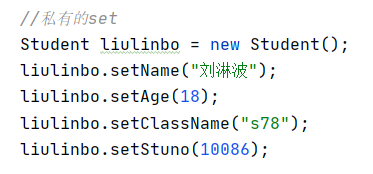 //私有的set
Student liulinbo = new Student();
liulinbo.setName("刘淋波");
liulinbo.setAge(18);
liulinbo.setClassName("s78");
liulinbo.setStuno(10086);